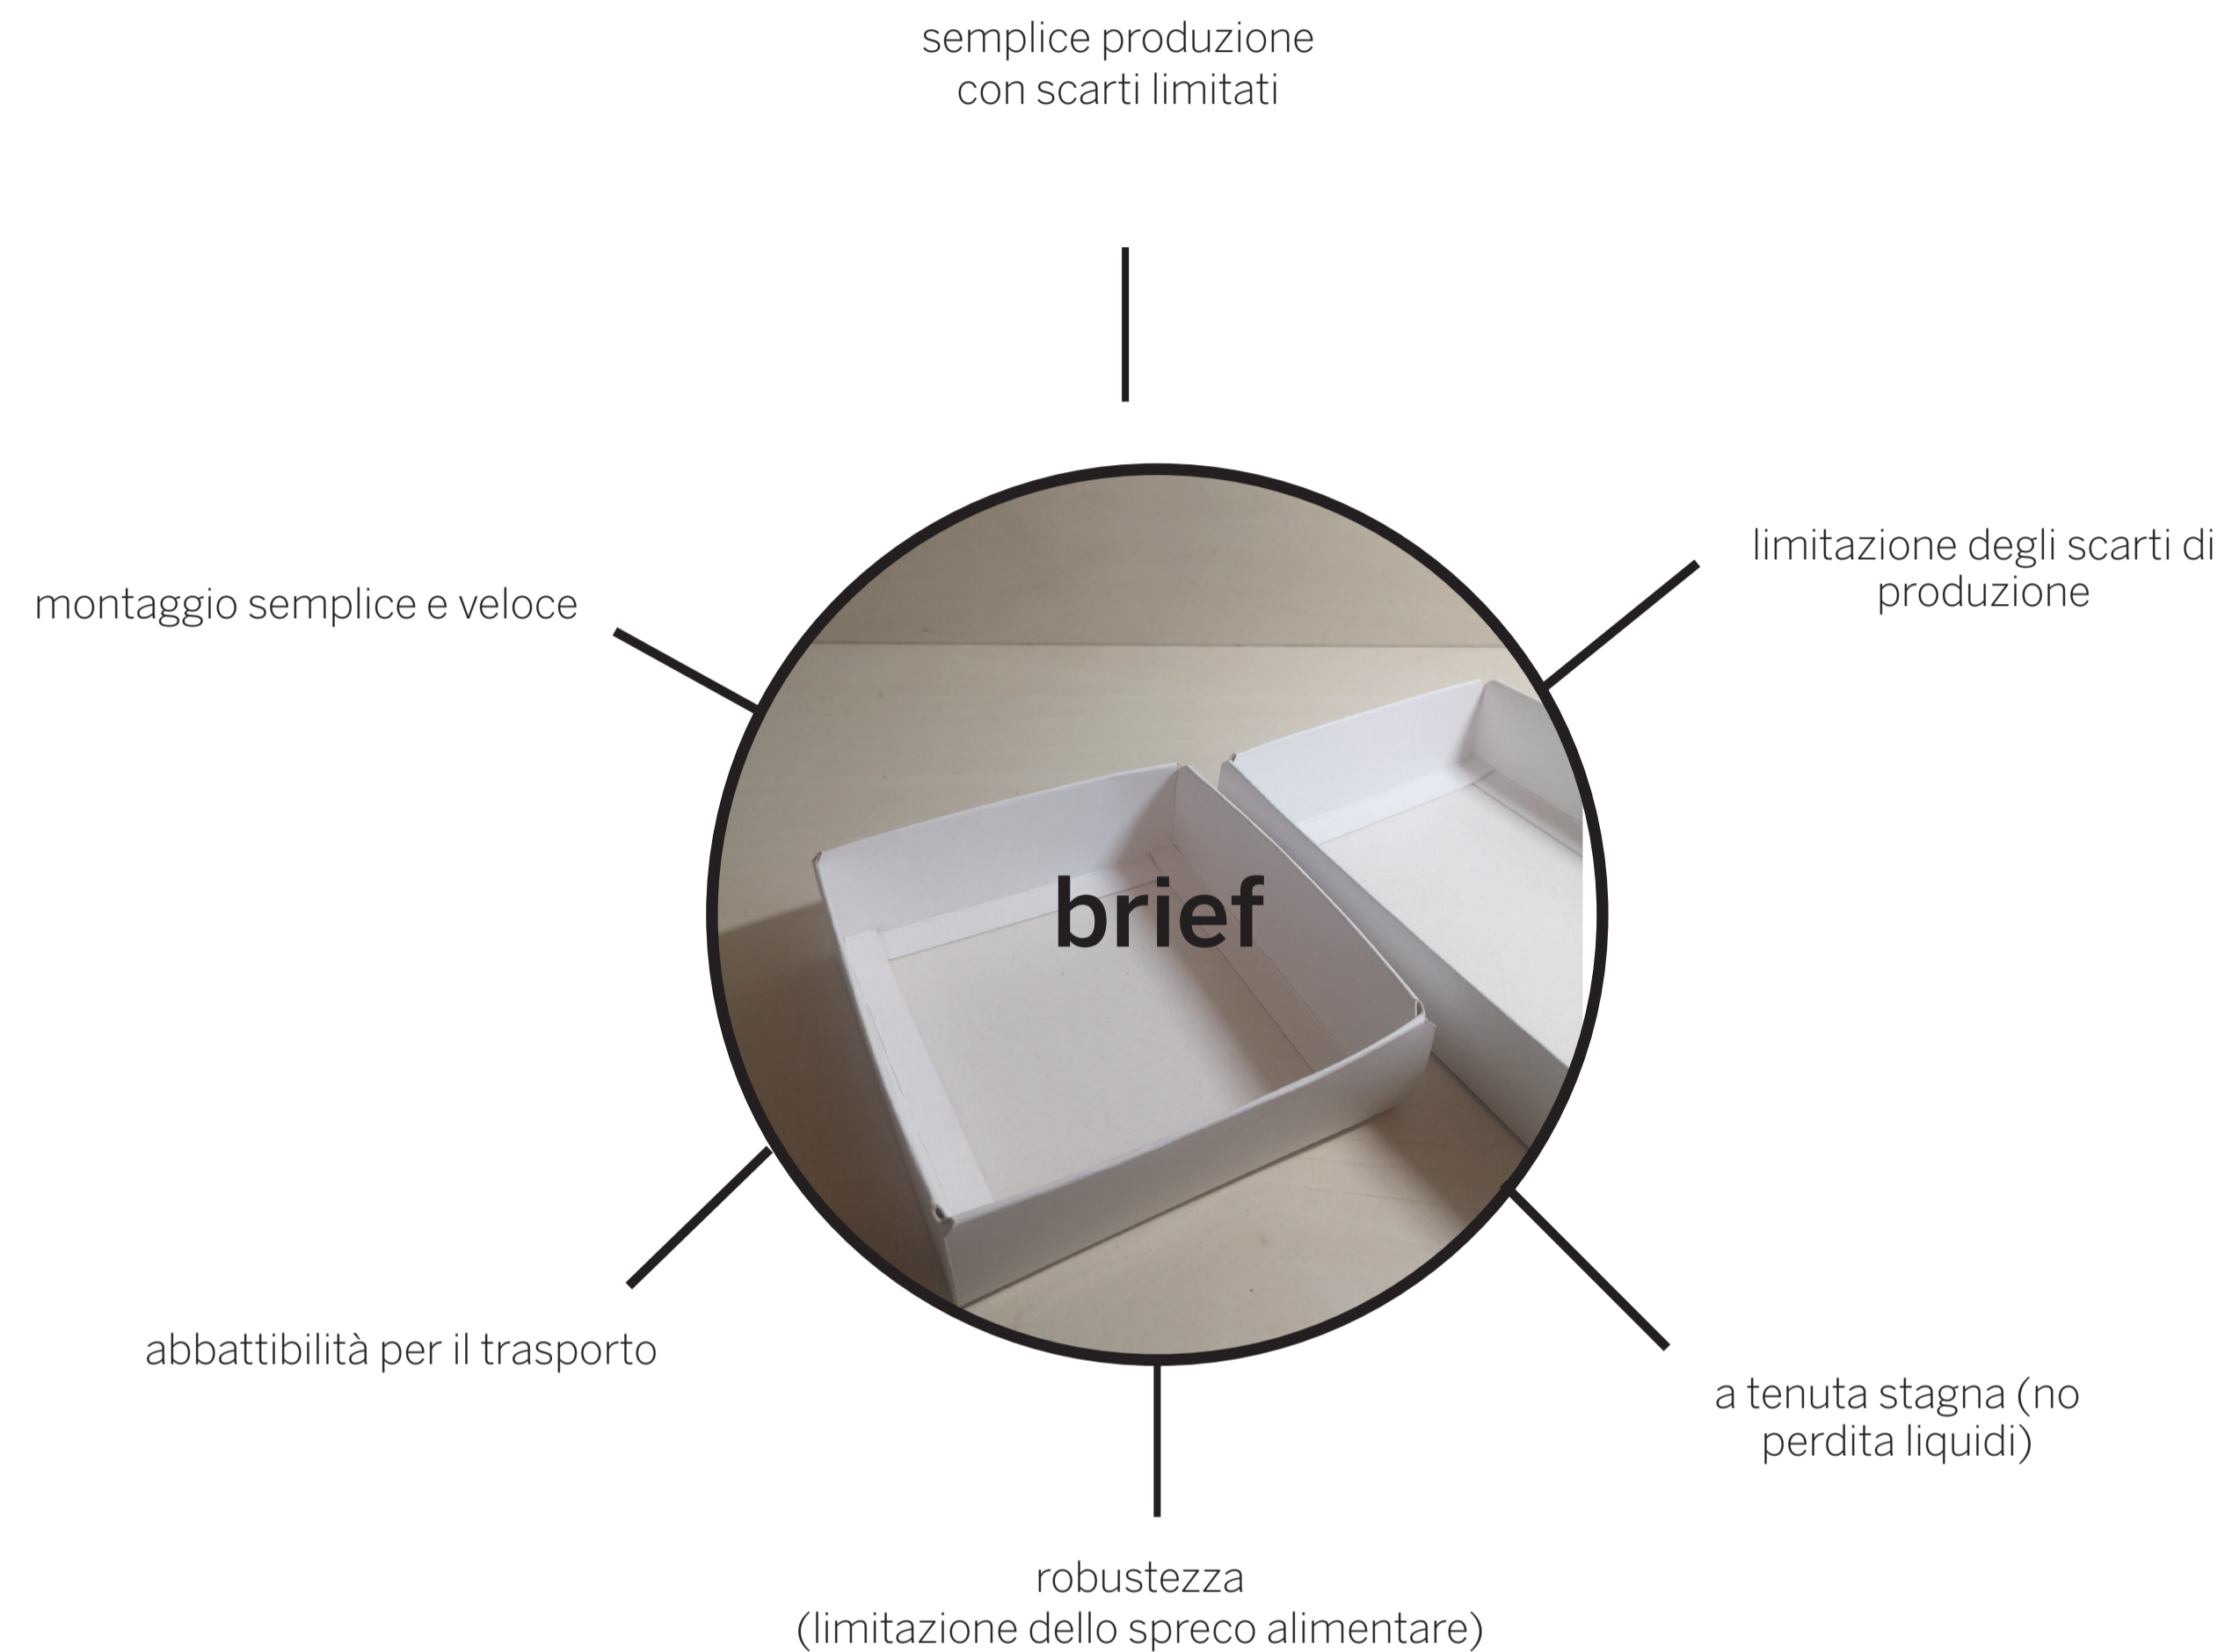 semplice produzione
con scarti limitati
limitazione degli scarti di
produzione
montaggio semplice e veloce
brief
abbattibilità per il trasporto
a tenuta stagna (no
perdita liquidi)
robustezza
(limitazione dello spreco alimentare)